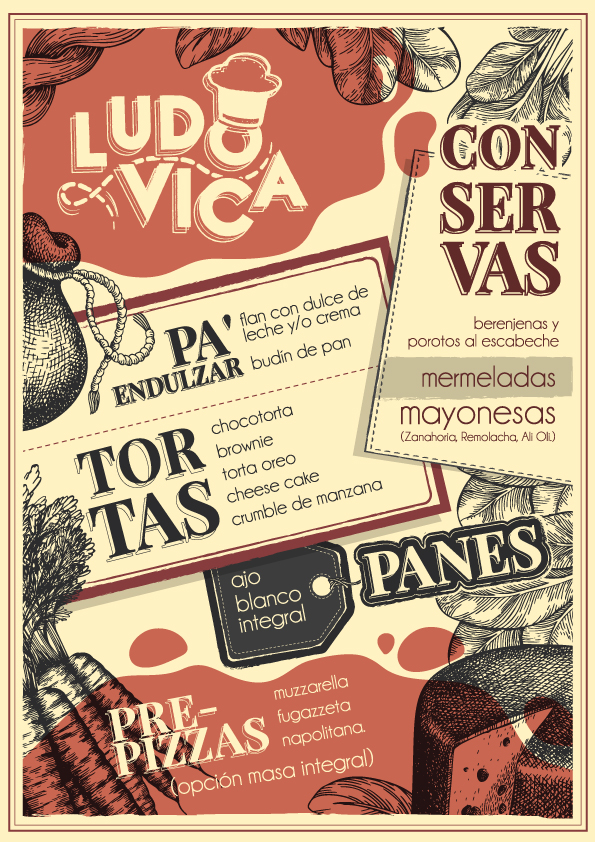 LUDO
VICA
CON
SER
VAS
berenjenas y
porotos al escabeche
mermeladas
mayonesas
(Zanahoria, Remolacha, Ali Oli.)
PA'
ENDULZAR
flan con dulce de
leche y/o crema
budín de pan
TOR
TAS
chocotorta
brownie
torta oreo
cheese cake
crumble de manzana
PANES
ajo
blanco
integral
PRE-
PIZZAS
muzzarella
fugazzeta
napolitana.
(opción masa integral)